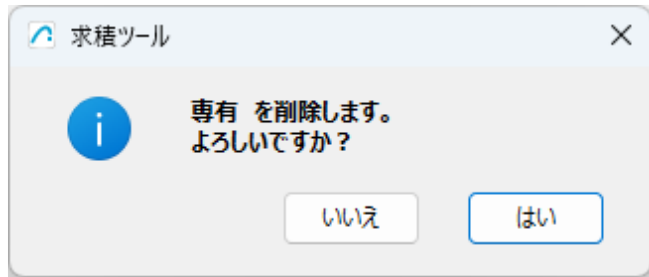 求積ツール
専有 を削除します。
よろしいですか？
いいえ
はい